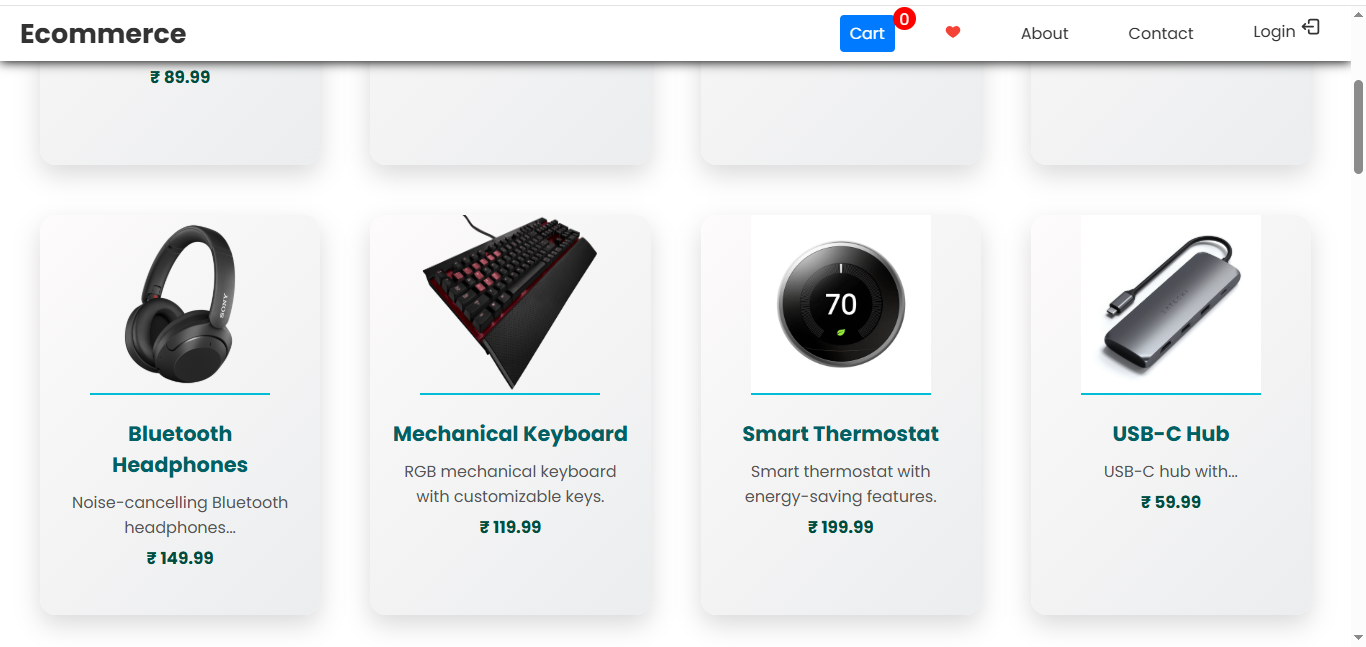 Ecommerce
Cart 0
About
Contact
Login
₹ 89.99
SONY
70
SATECHI
Bluetooth
Headphones
Noise-cancelling Bluetooth
headphones...
₹ 149.99
Mechanical Keyboard
RGB mechanical keyboard
with customizable keys.
₹ 119.99
Smart Thermostat
Smart thermostat with
energy-saving features.
₹ 199.99
USB-C Hub
USB-C hub with...
₹ 59.99